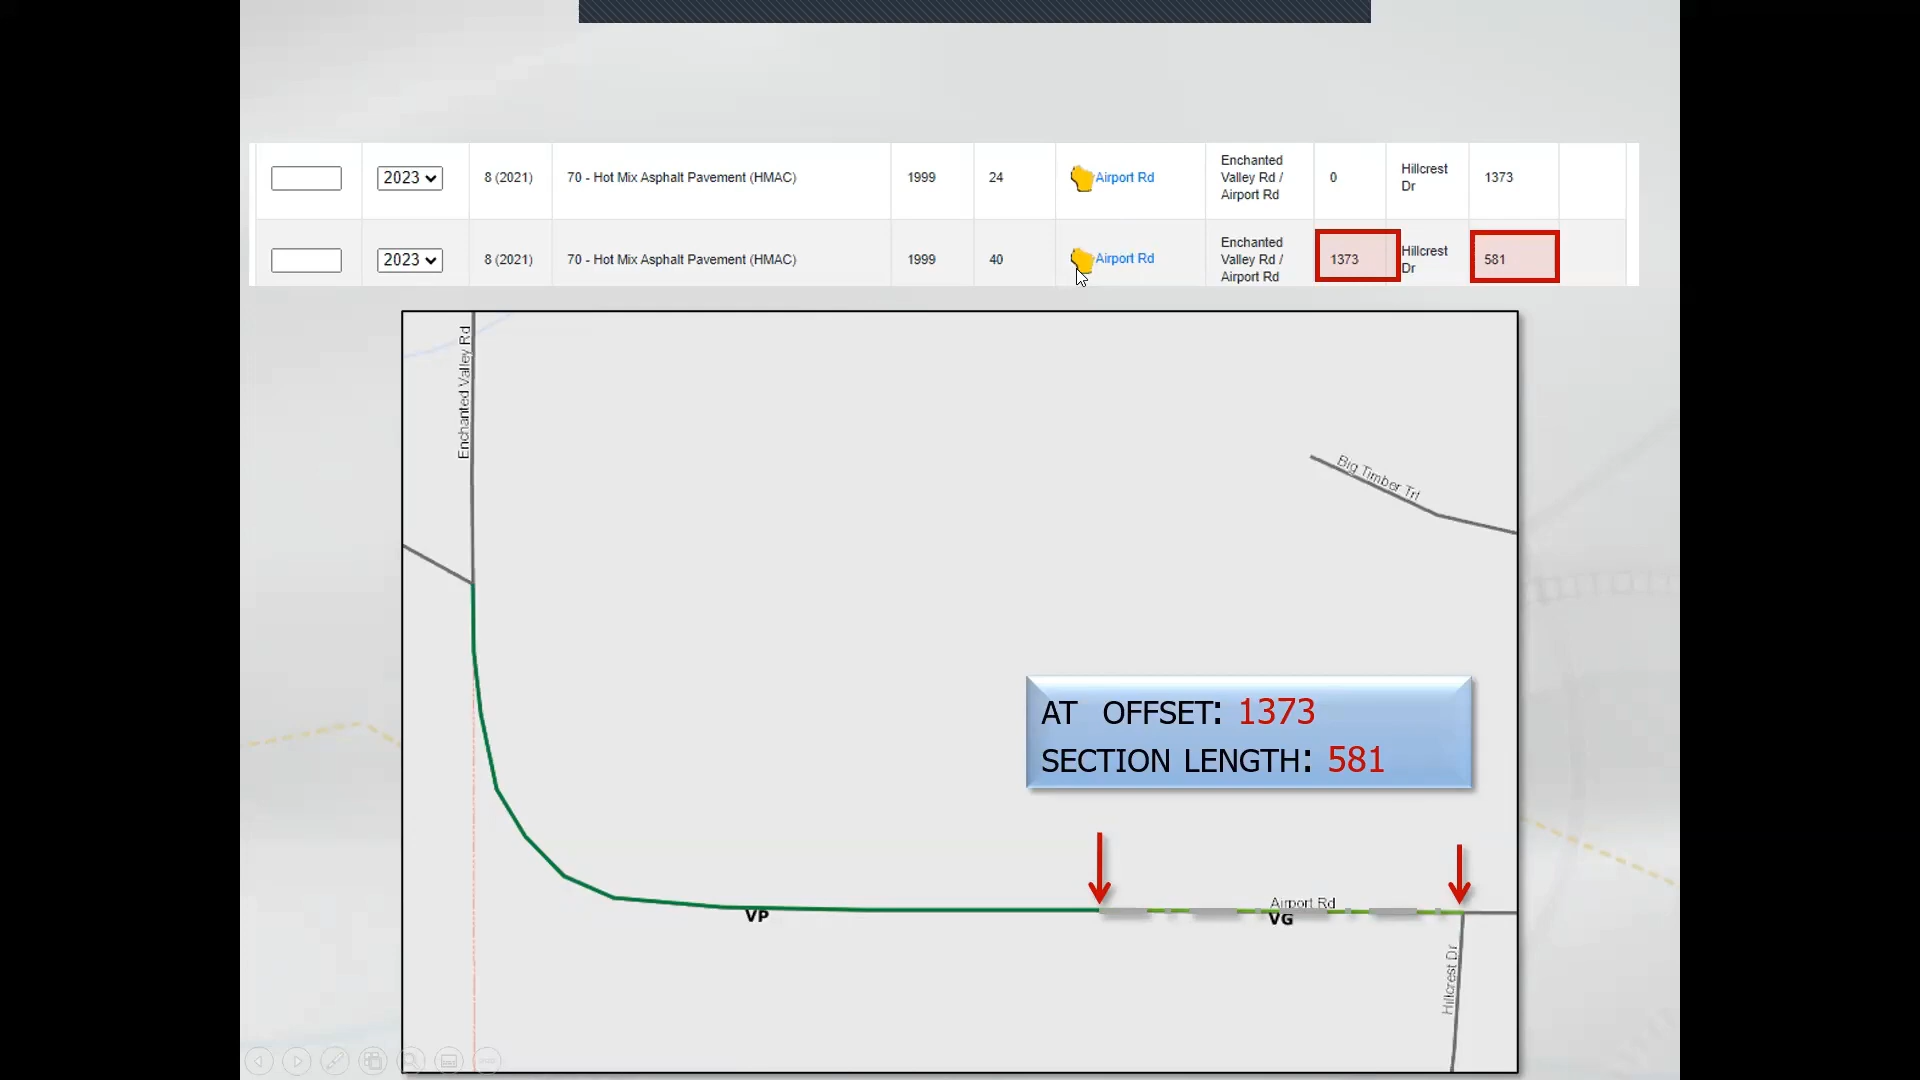 2023
8 (2021)
70 - Hot Mix Asphalt Pavement (HMAC)
1999
24
Airport Rd
Enchanted
Valley Rd /
Airport Rd
0
Hillcrest
Dr
1373
2023
8 (2021)
70 - Hot Mix Asphalt Pavement (HMAC)
1999
40
Airport Rd
Enchanted
Valley Rd /
Airport Rd
1373
Hillcrest
Dr
581
Enchanted Valley Rd
Big Timber Trl
AT OFFSET: 1373
SECTION LENGTH: 581
Airport Rd
VP
VG
Hillcrest Dr